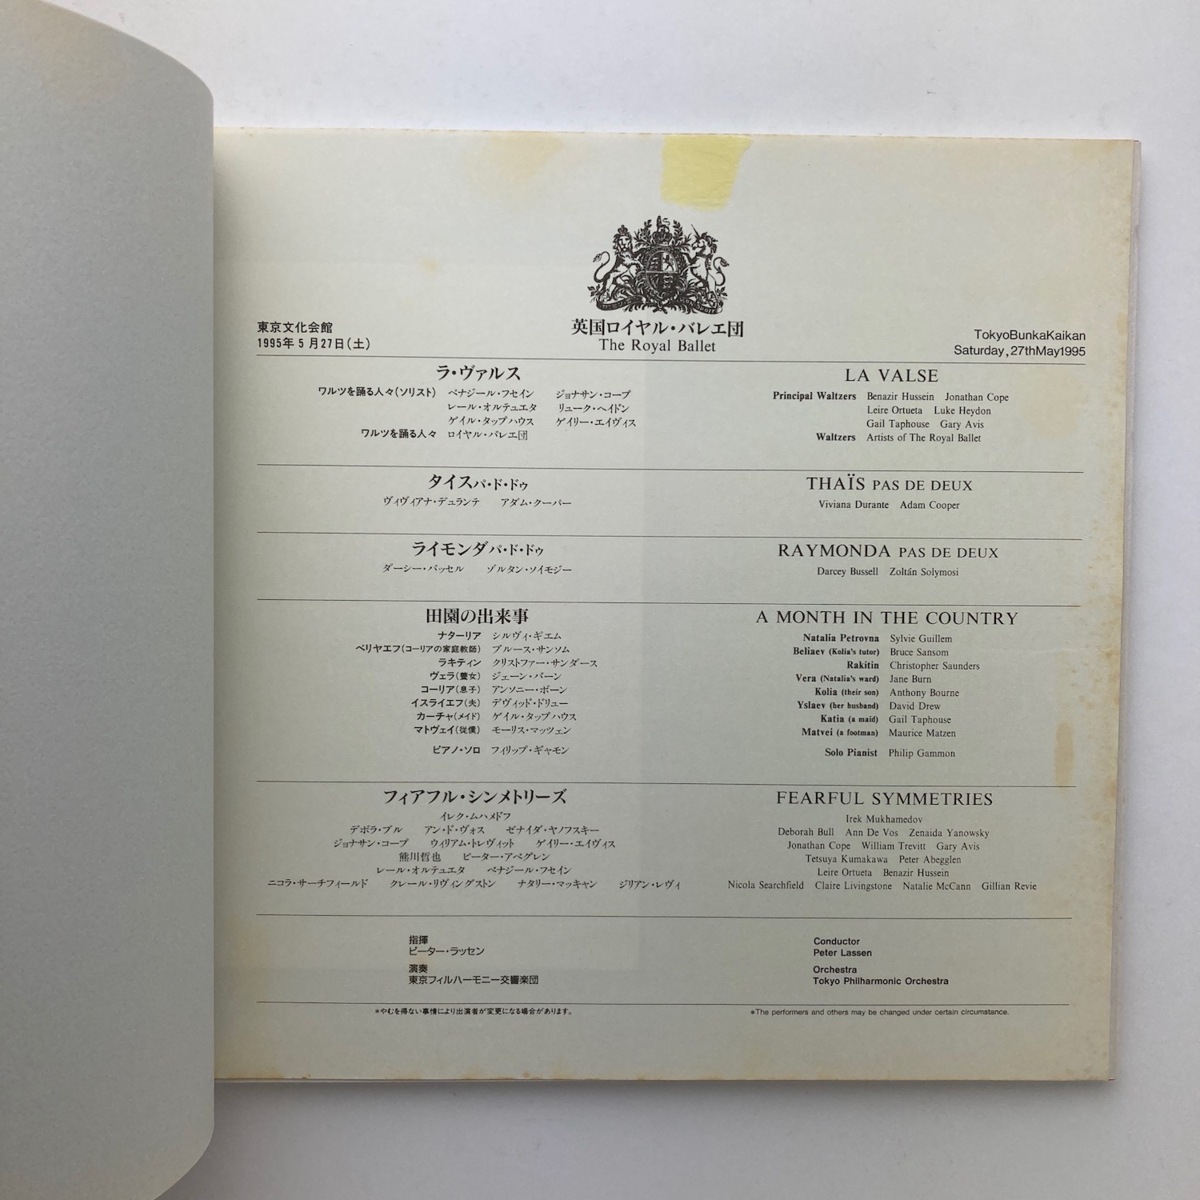 英国ロイヤル・バレエ団
The Royal Ballet
東京文化会館
1995年5月27日(土)
TokyoBunkaKaikan
Saturday, 27thMay1995
ラ・ヴァルス
ワルツを踊る人々(ソリスト) ベナジール・フセイン ジョナサン・コープ
レール・オルテュエタ リューク・ヘイドン
ゲイル・タップハウス ゲイリー・エイヴィス
ワルツを踊る人々 ロイヤル・バレエ団
LA VALSE
Principal Waltzers Benazir Hussein Jonathan Cope
Leire Ortueta Luke Heydon
Gail Taphouse Gary Avis
Waltzers Artists of The Royal Ballet
タイスパ・ド・ドゥ
ヴィヴィアナ・デュランテ アダム・クーパー
THAÏS PAS DE DEUX
Viviana Durante Adam Cooper
ライモンダパ・ド・ドゥ
ダーシー・バッセル ゾルタン・ソイモジー
RAYMONDA PAS DE DEUX
Darcey Bussell Zoltán Solymosi
田園の出来事
ナターリア シルヴィ・ギエム
ベリヤエフ(コーリアの家庭教師) ブルース・サンソム
ラキティン クリストファー・サンダース
ヴェラ(養女) ジェーン・バーン
コーリア(息子) アンソニー・ボーン
イスライエフ(夫) デヴィッド・ドリュー
カーチャ(メイド) ゲイル・タップハウス
マトヴェイ(従僕) モーリス・マッツェン
ピアノ・ソロ フィリップ・ギャモン
A MONTH IN THE COUNTRY
Natalia Petrovna Sylvie Guillem
Beliaev (Kolia's tutor) Bruce Sansom
Rakitin Christopher Saunders
Vera (Natalia's ward) Jane Burn
Kolia (their son) Anthony Bourne
Yslaev (her husband) David Drew
Katia (a maid) Gail Taphouse
Matvei (a footman) Maurice Matzen
Solo Pianist Philip Gammon
フィアフル・シンメトリーズ
イレク・ムハメドフ
デボラ・ブル アン・ド・ヴォス ゼナイダ・ヤノフスキー
ジョナサン・コープ ウィリアム・トレヴィット ゲイリー・エイヴィス
熊川哲也 ピーター・アベグレン
レール・オルテュエタ ベナジール・フセイン
ニコラ・サーチフィールド クレール・リヴィングストン ナタリー・マッキャン ジリアン・レヴィ
FEARFUL SYMMETRIES
Irek Mukhamedov
Deborah Bull Ann De Vos Zenaida Yanowsky
Jonathan Cope William Trevitt Gary Avis
Tetsuya Kumakawa Peter Abegglen
Leire Ortueta Benazir Hussein
Nicola Searchfield Claire Livingstone Natalie McCann Gillian Revie
指揮
ピーター・ラッセン
演奏
東京フィルハーモニー交響楽団
Conductor
Peter Lassen
Orchestra
Tokyo Philharmonic Orchestra
*やむを得ない事情により出演者が変更になる場合があります。
*The performers and others may be changed under certain circumstance.